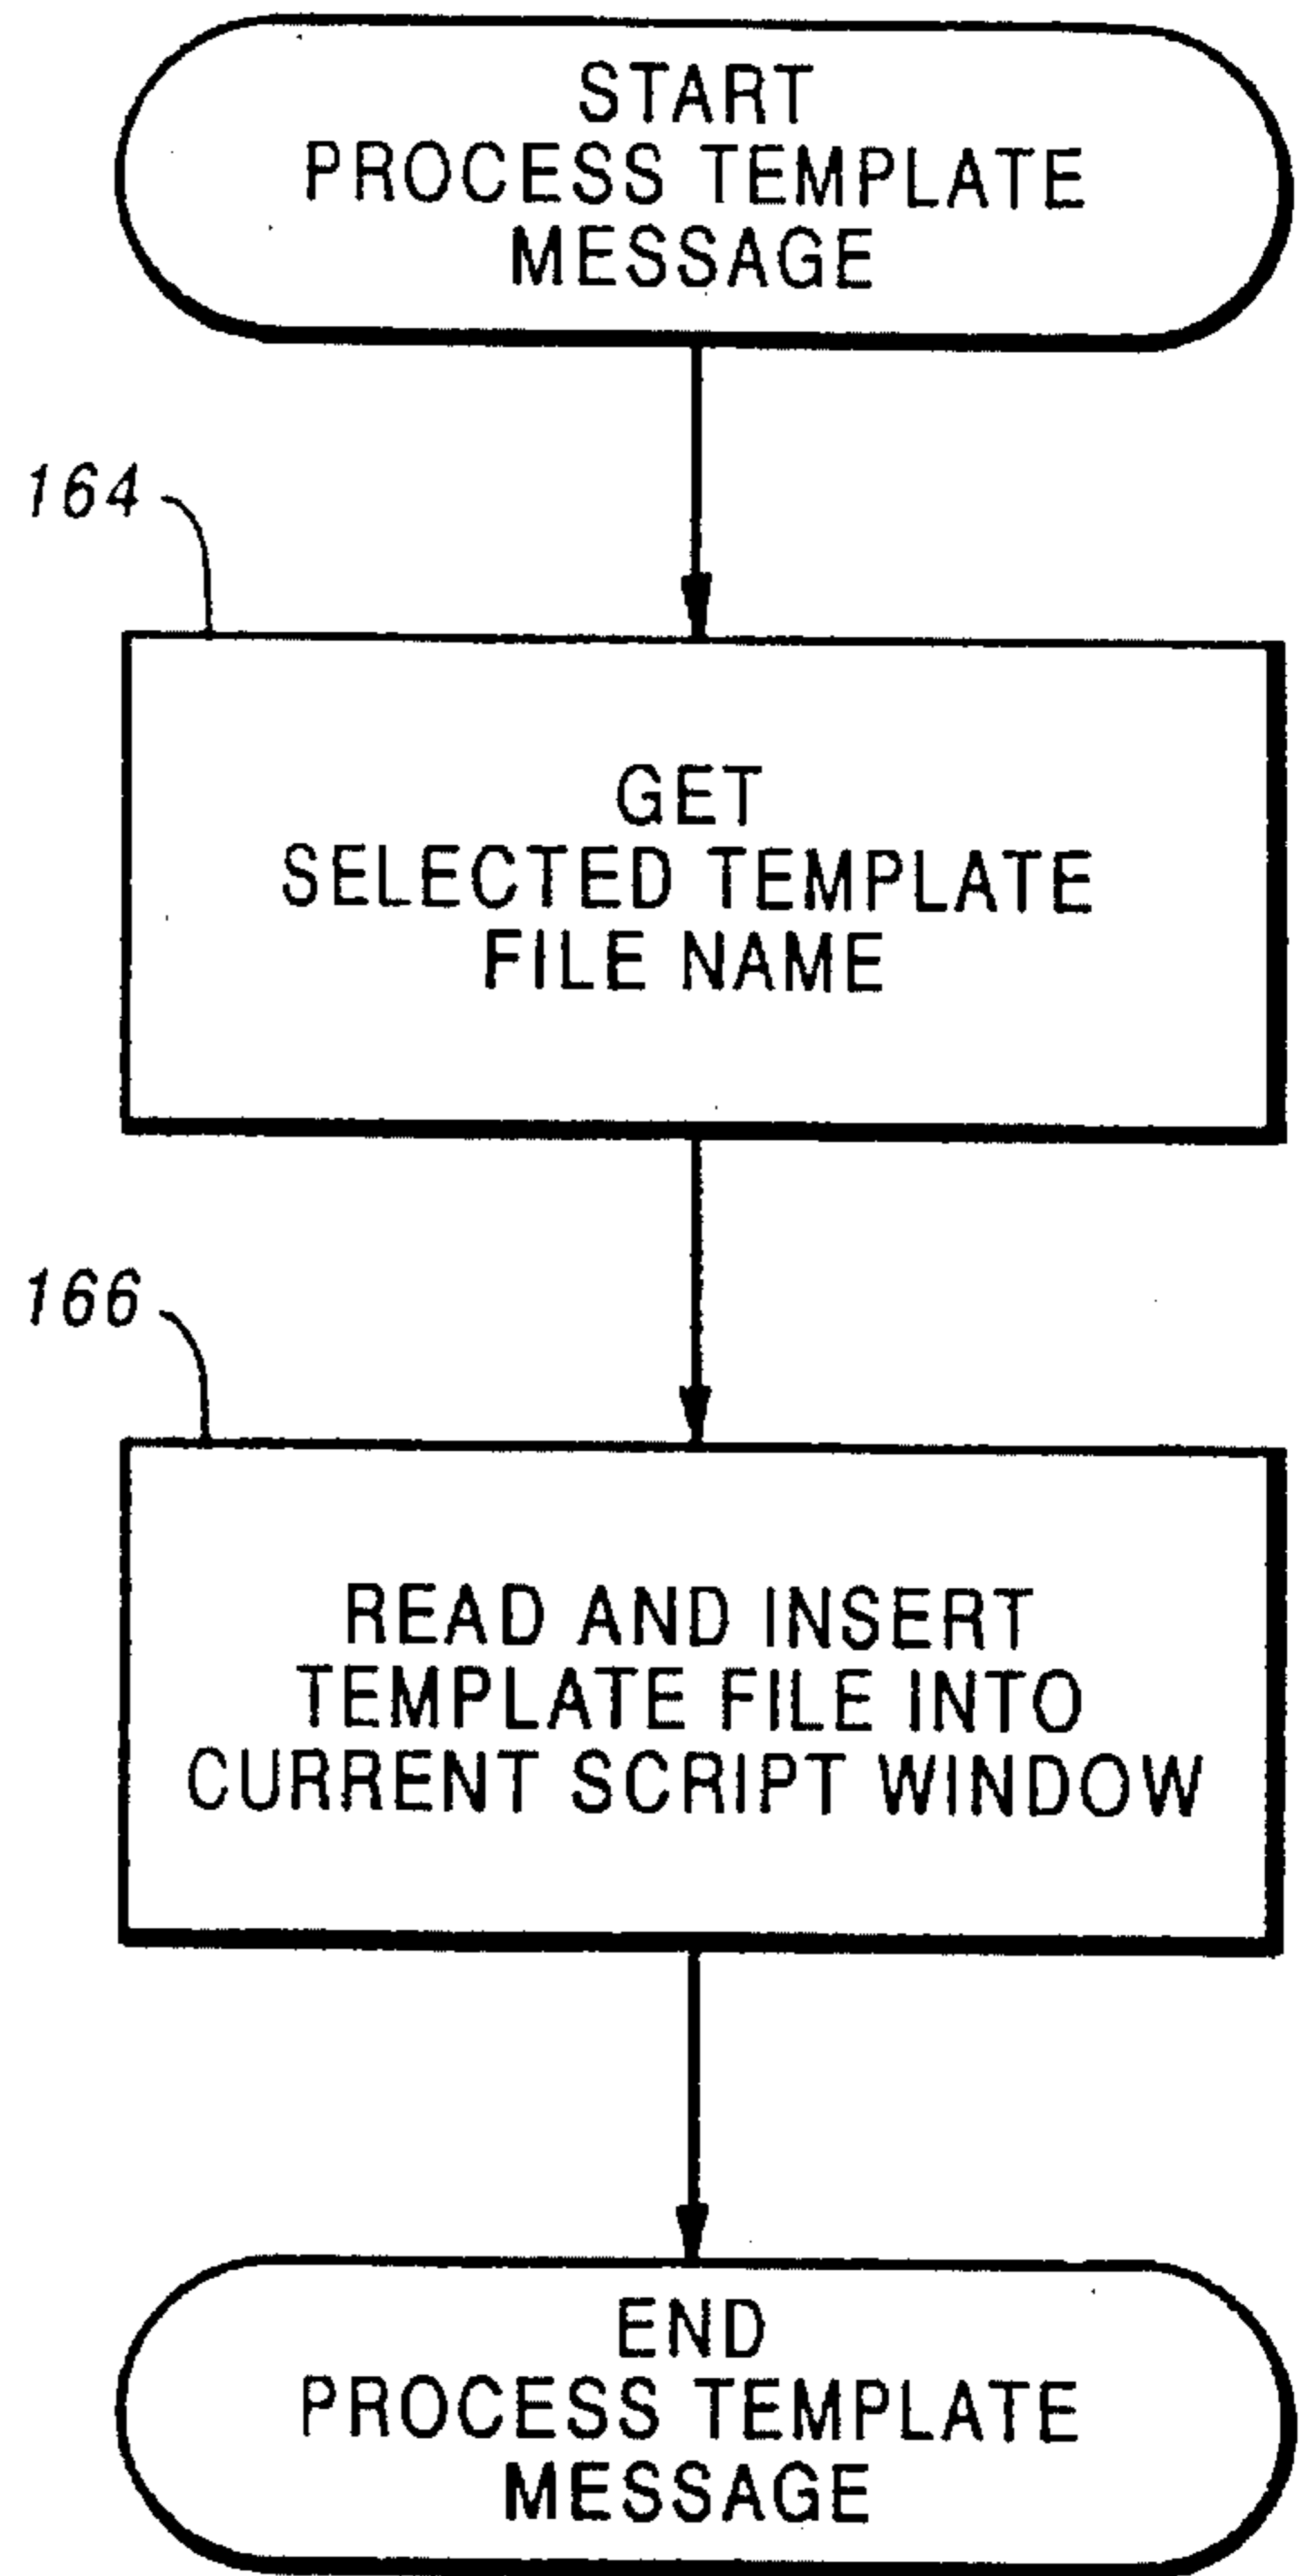 START
PROCESS TEMPLATE
MESSAGE
164
GET
SELECTED TEMPLATE
FILE NAME
166
READ AND INSERT
TEMPLATE FILE INTO
CURRENT SCRIPT WINDOW
END
PROCESS TEMPLATE
MESSAGE